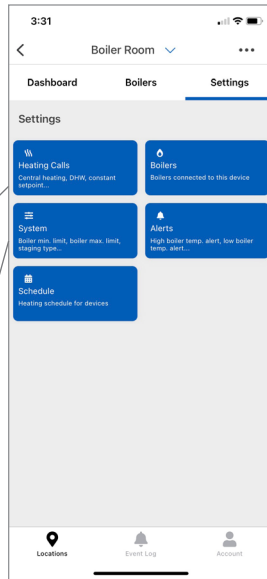 3:31
Boiler Room
Dashboard Boilers Settings
Settings
Heating Calls
Central heating, DHW, constant
setpoint...
Boilers
Boilers connected to this device
System
Boiler min. limit, boiler max. limit,
staging type...
Alerts
High boiler temp. alert, low boiler
temp. alert...
Schedule
Heating schedule for devices
Locations Event Log Account